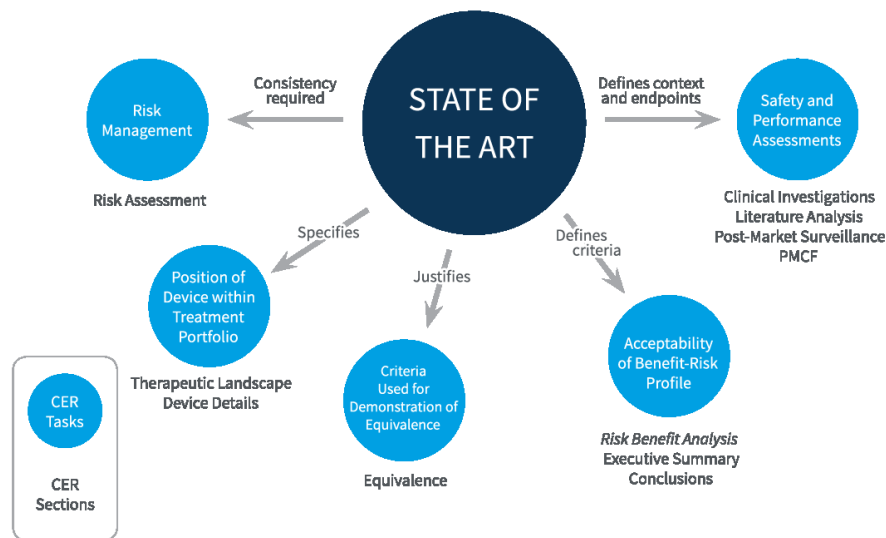 STATE OF
THE ART
Consistency
required
Risk
Management
Risk Assessment
Defines context
and endpoints
Safety and
Performance
Assessments
Clinical Investigations
Literature Analysis
Post-Market Surveillance
PMCF
Specifies
Position of
Device within
Treatment
Portfolio
Therapeutic Landscape
Device Details
Justifies
Criteria
Used for
Demonstration of
Equivalence
Equivalence
Defines
criteria
Acceptability
of Benefit-Risk
Profile
Risk Benefit Analysis
Executive Summary
Conclusions
CER
Tasks
CER
Sections